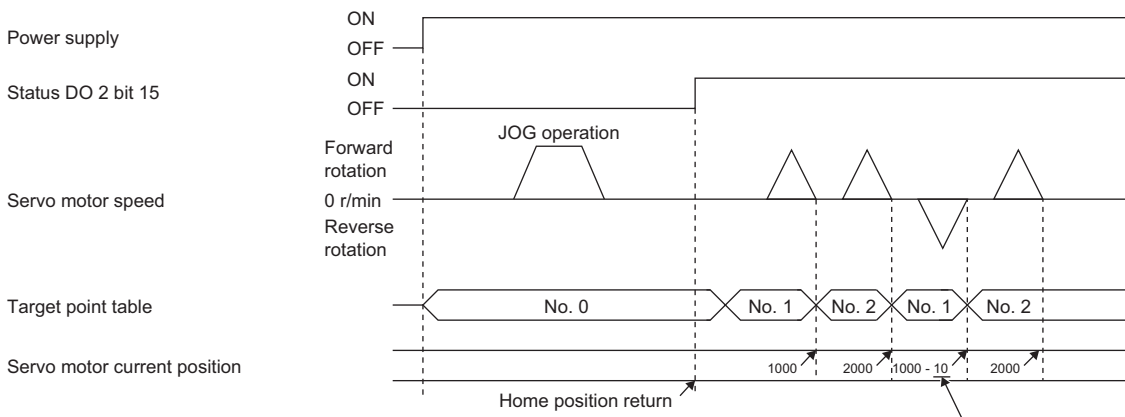 ON
Power supply
OFF
ON
Status DO 2 bit 15
OFF
JOG operation
Forward
rotation
Servo motor speed
0 r/min
Reverse
rotation
Target point table
No. 0
No. 1
No. 2
No. 1
No. 2
Servo motor current position
1000
2000
1000 - 10
2000
Home position return